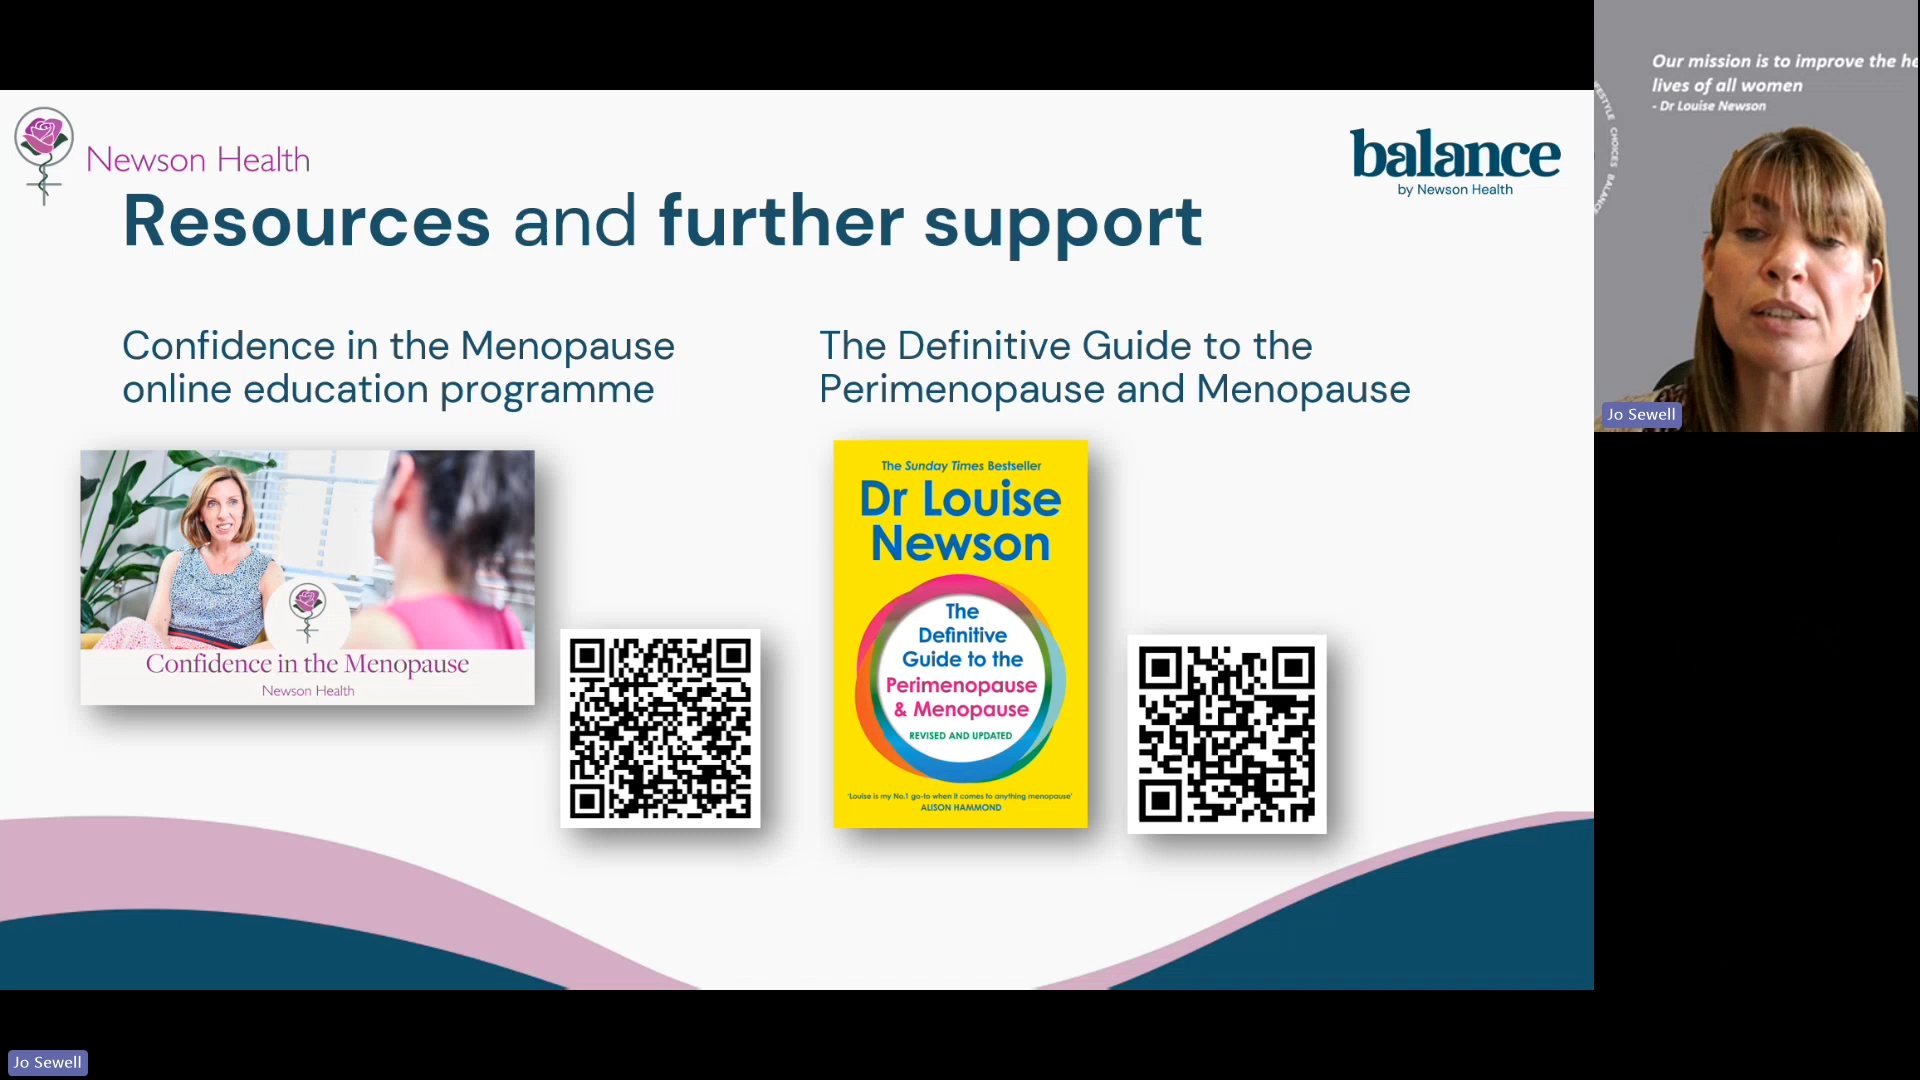 Newson Health
balance
by Newson Health
Resources and further support
Confidence in the Menopause
online education programme
Confidence in the Menopause
Newson Health
The Definitive Guide to the
Perimenopause and Menopause
The Sunday Times Bestseller
Dr Louise
Newson
The
Definitive
Guide to the
Perimenopause
& Menopause
REVISED AND UPDATED
'Louise is my No.1 go-to when it comes to anything menopause'
ALISON HAMMOND
Our mission is to improve the he
lives of all women
- Dr Louise Newson
CHOICES BALANCE
Jo Sewell
Jo Sewell